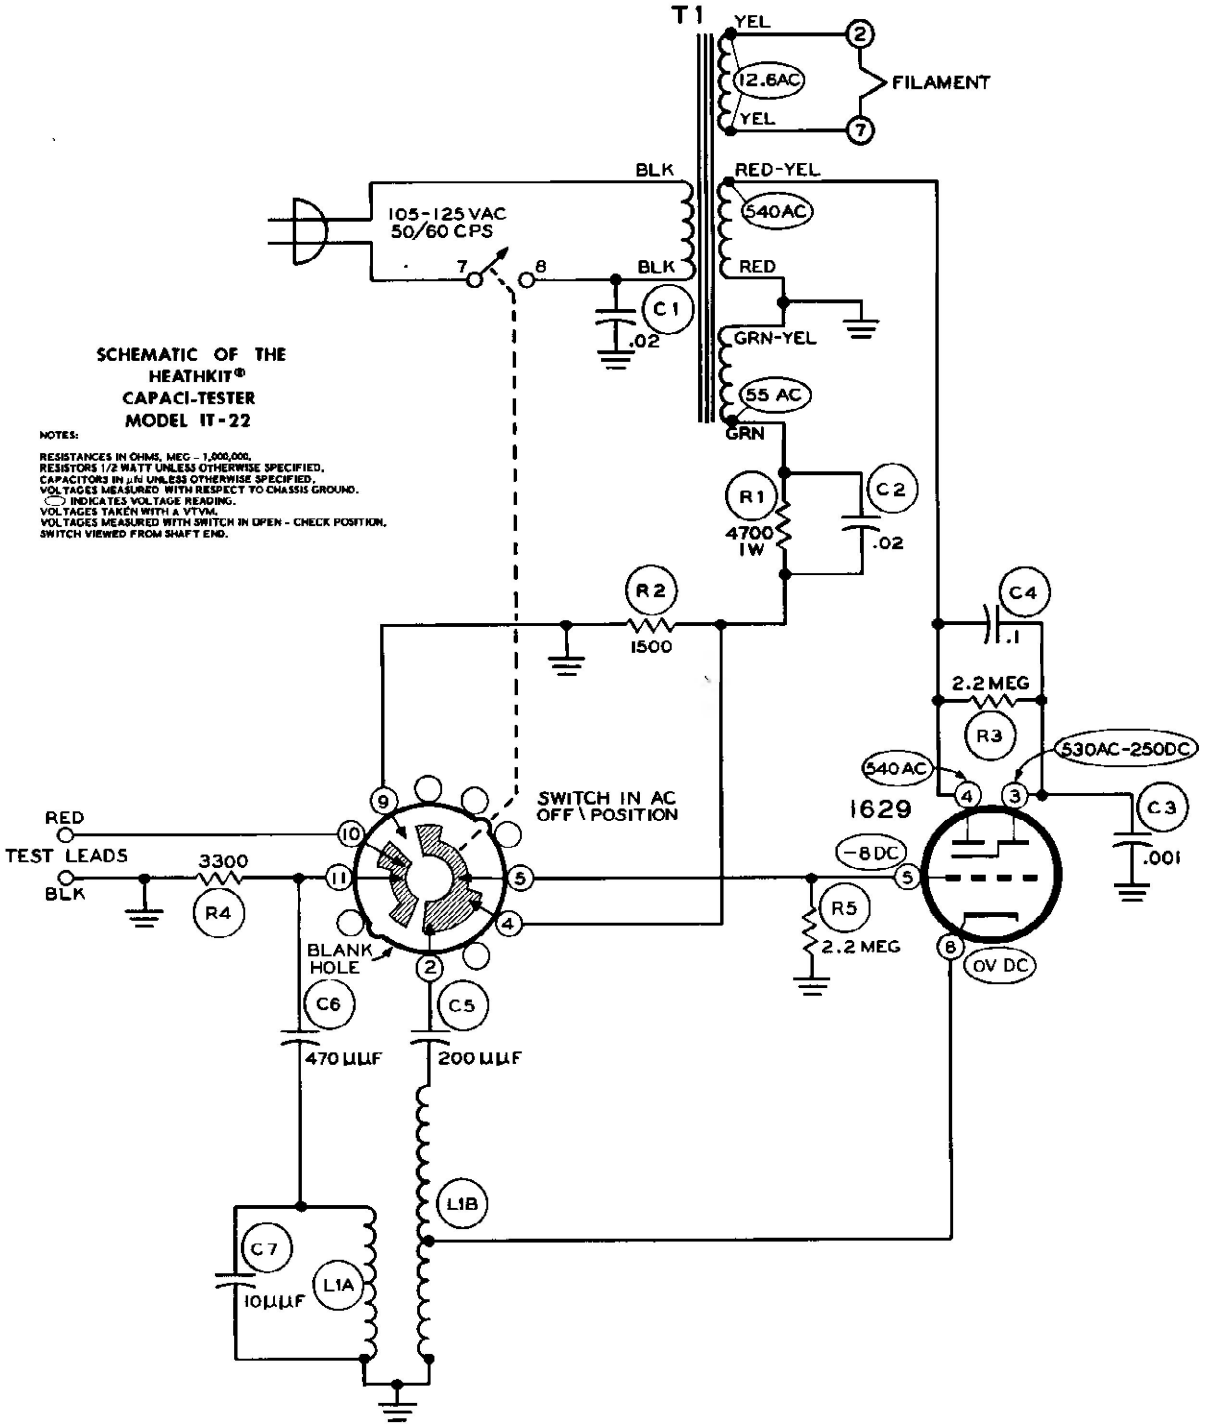 T1
YEL
2
12.6AC
FILAMENT
YEL
7
BLK
RED-YEL
540AC
105-125 VAC
50/60 CPS
7
8
BLK
RED
C1
.02
GRN-YEL
55 AC
GRN
SCHEMATIC OF THE
HEATHKIT®
CAPACI-TESTER
MODEL IT-22
NOTES:
RESISTANCES IN OHMS, MEG - 1,000,000.
RESISTORS 1/2 WATT UNLESS OTHERWISE SPECIFIED.
CAPACITORS IN μfd UNLESS OTHERWISE SPECIFIED.
VOLTAGES MEASURED WITH RESPECT TO CHASSIS GROUND.
INDICATES VOLTAGE READING.
VOLTAGES TAKEN WITH A VTVM.
VOLTAGES MEASURED WITH SWITCH IN OPEN - CHECK POSITION.
SWITCH VIEWED FROM SHAFT END.
R1
4700
1W
C2
.02
R2
1500
C4
.1
2.2 MEG
R3
530AC-250DC
540 AC
4
3
1629
C3
.001
-8 DC
5
SWITCH IN AC
OFF POSITION
9
10
11
5
4
2
RED
TEST LEADS
BLK
3300
R4
BLANK
HOLE
R5
2.2 MEG
8
0V DC
C6
470 μμF
C5
200 μμF
L1B
C7
10μμF
L1A